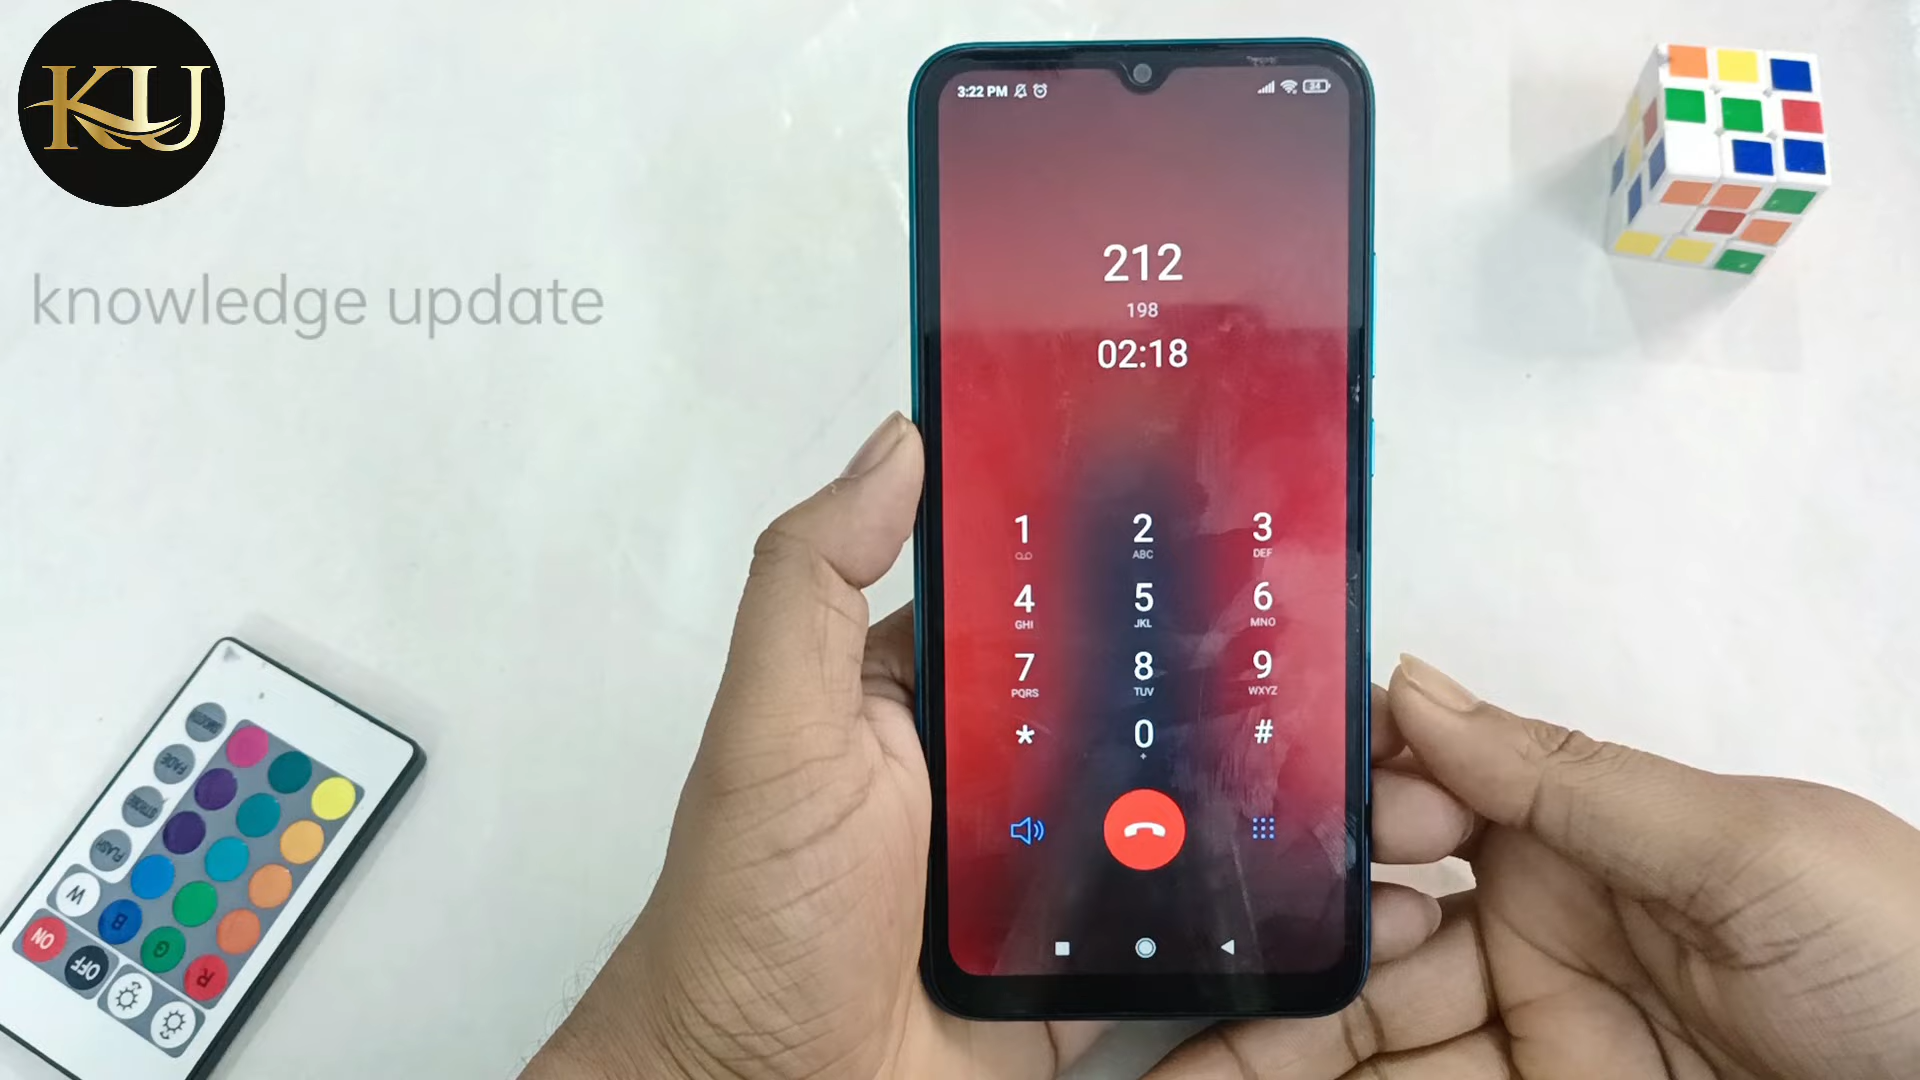 KU
knowledge update
3:22 PM
34
212
198
02:18
1 2 3
ABC DEF
4 5 6
GHI JKL MNO
7 8 9
PQRS TUV WXYZ
* 0 #
+
FADE
FLASH
W
B
G
R
ON
OFF